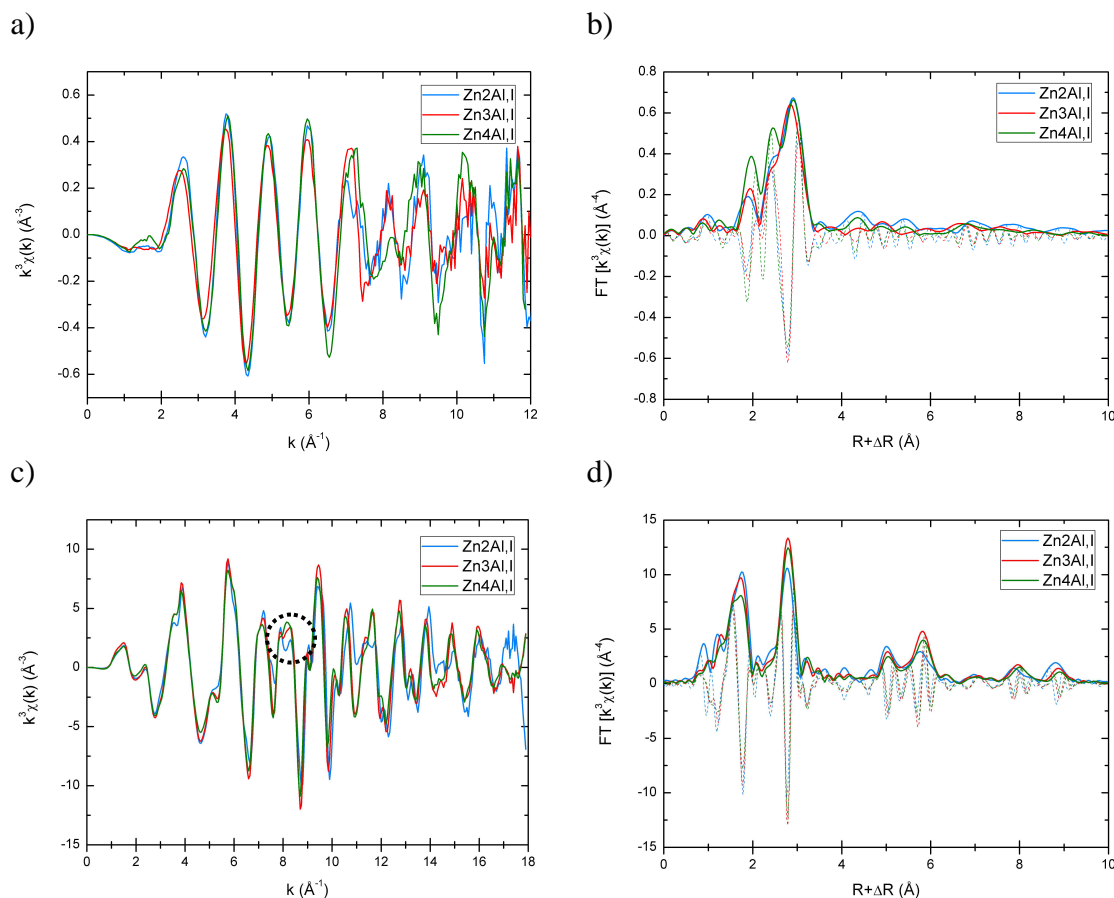 a)
k³χ(k) (Å⁻³)
0.6
0.4
0.2
0.0
-0.2
-0.4
-0.6
0 2 4 6 8 10 12
k (Å⁻¹)
Zn2Al,I
Zn3Al,I
Zn4Al,I
b)
FT [k³χ(k)] (Å⁻⁴)
0.8
0.6
0.4
0.2
0.0
-0.2
-0.4
-0.6
-0.8
0 2 4 6 8 10
R+ΔR (Å)
Zn2Al,I
Zn3Al,I
Zn4Al,I
c)
k³χ(k) (Å⁻³)
10
5
0
-5
-10
-15
0 2 4 6 8 10 12 14 16 18
k (Å⁻¹)
Zn2Al,I
Zn3Al,I
Zn4Al,I
d)
FT [k³χ(k)] (Å⁻⁴)
15
10
5
0
-5
-10
-15
0 2 4 6 8 10
R+ΔR (Å)
Zn2Al,I
Zn3Al,I
Zn4Al,I